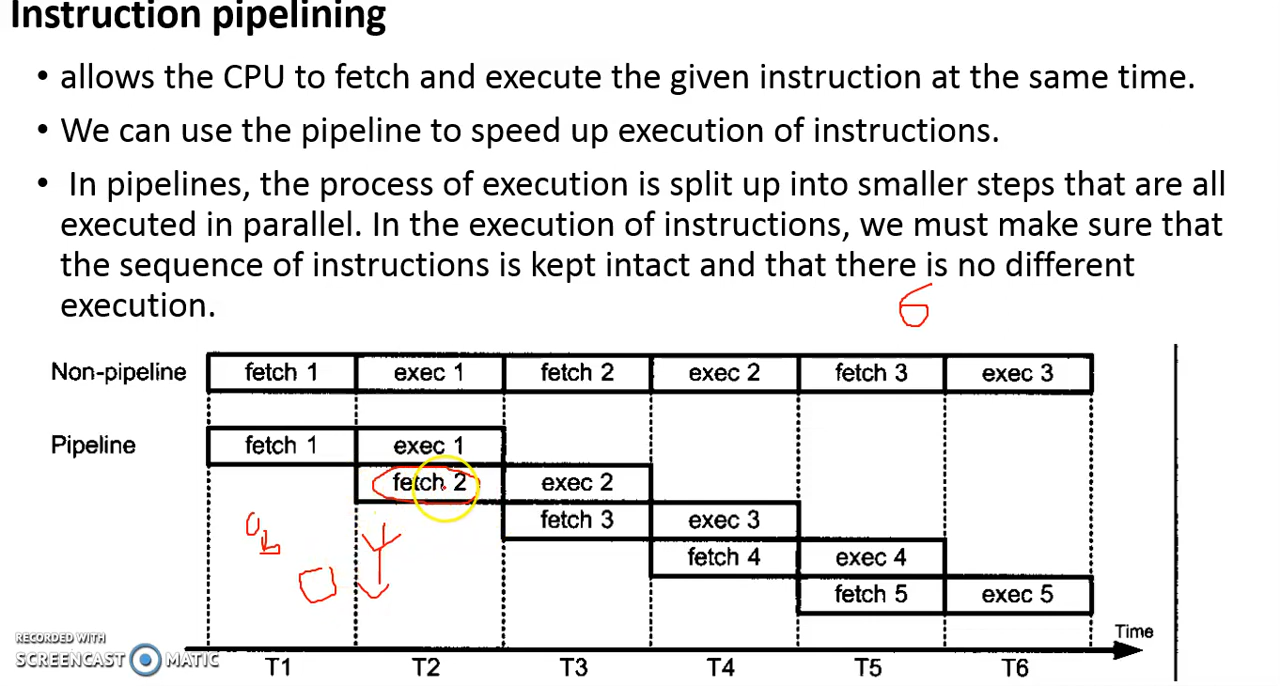 Instruction pipelining
• allows the CPU to fetch and execute the given instruction at the same time.
• We can use the pipeline to speed up execution of instructions.
• In pipelines, the process of execution is split up into smaller steps that are all
executed in parallel. In the execution of instructions, we must make sure that
the sequence of instructions is kept intact and that there is no different
execution.
6
Non-pipeline fetch 1 exec 1 fetch 2 exec 2 fetch 3 exec 3
Pipeline fetch 1 exec 1
fetch 2 exec 2
fetch 3 exec 3
fetch 4 exec 4
fetch 5 exec 5
Time
T1 T2 T3 T4 T5 T6
RECORDED WITH
SCREENCAST MATIC